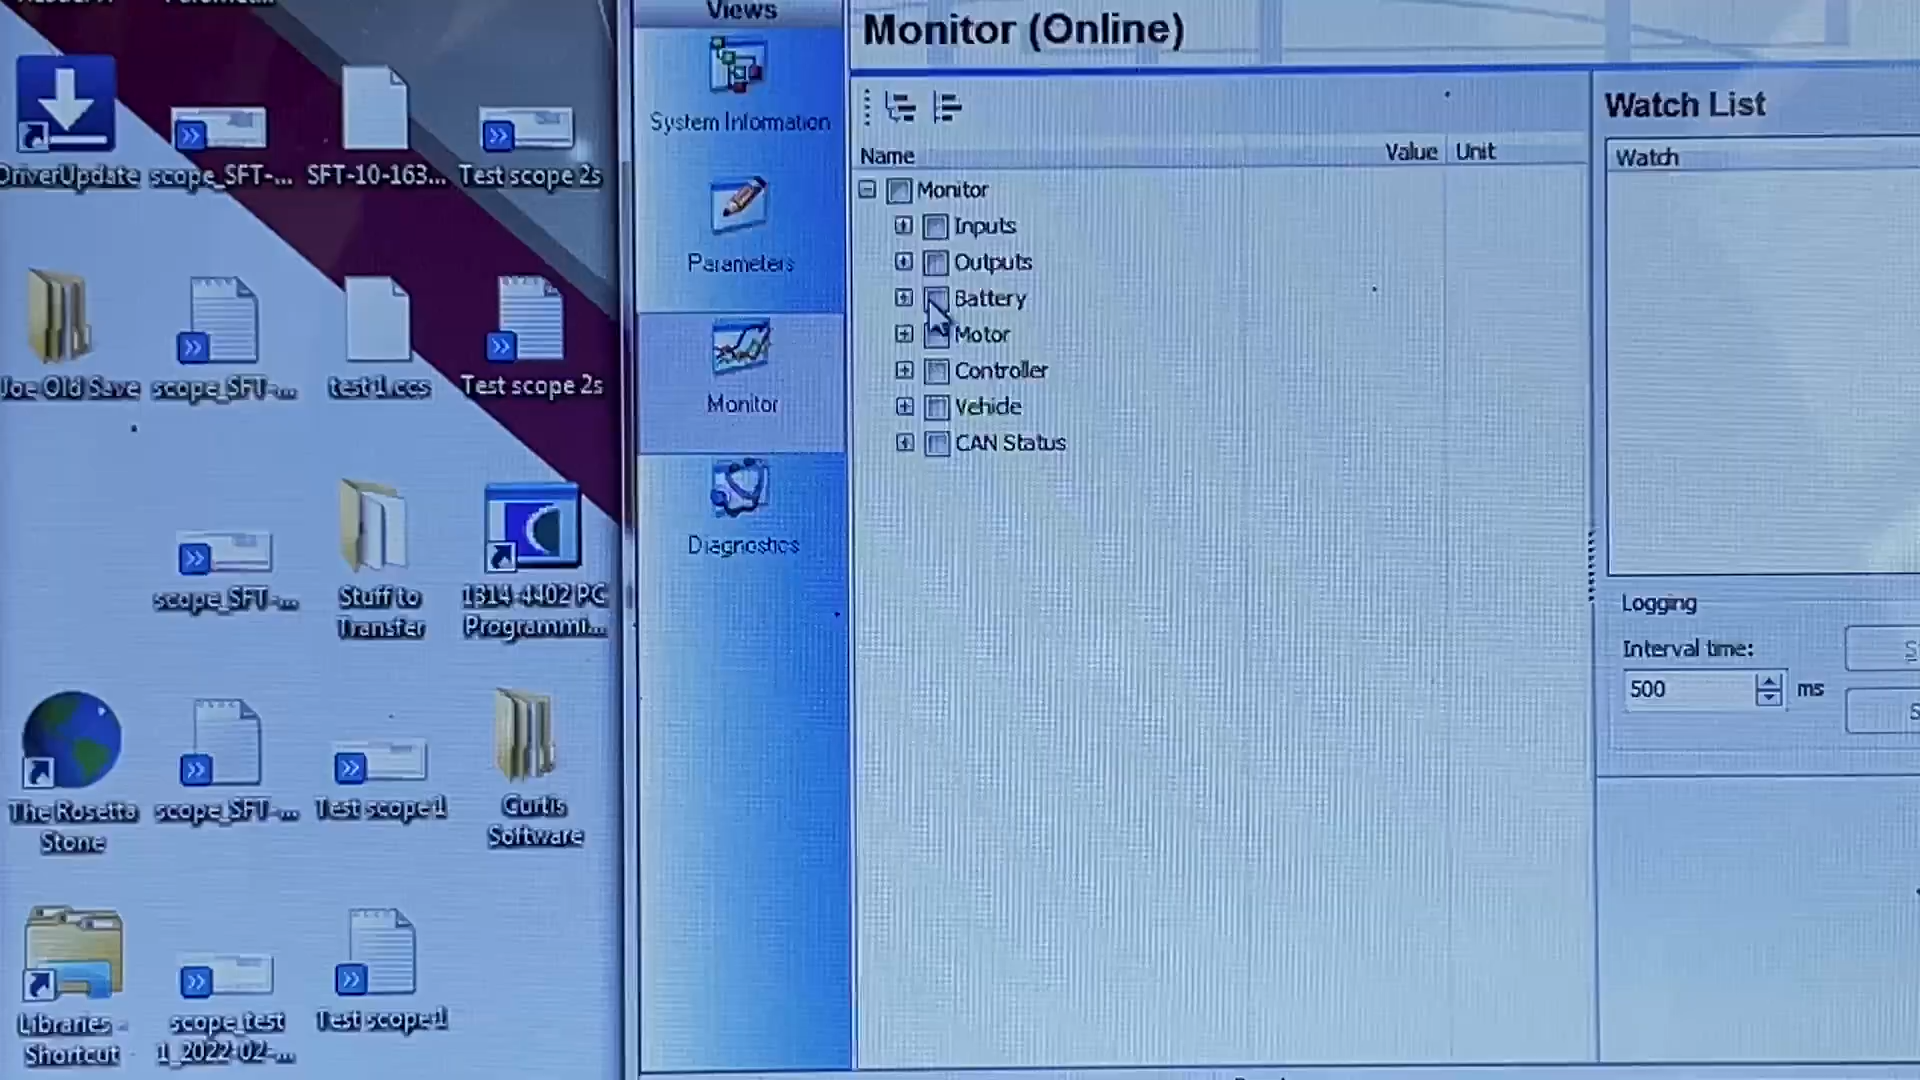 DriverUpdate
scope_SFT-...
SFT-10-163...
Test scope 2s
Joe Old Save
scope_SFT-...
test1.ccs
Test scope 2s
scope_SFT-...
Stuff to
Transfer
1314-4402 PC
Programmi...
The Rosetta
Stone
scope_SFT-...
Test scope1
Curtis
Software
Libraries -
Shortcut
scope_test
1_2022-02-...
Test scope1
Views
System Information
Parameters
Monitor
Diagnostics
Monitor (Online)
Name Value Unit
Monitor
Inputs
Outputs
Battery
Motor
Controller
Vehicle
CAN Status
Watch List
Watch
Logging
Interval time:
500 ms